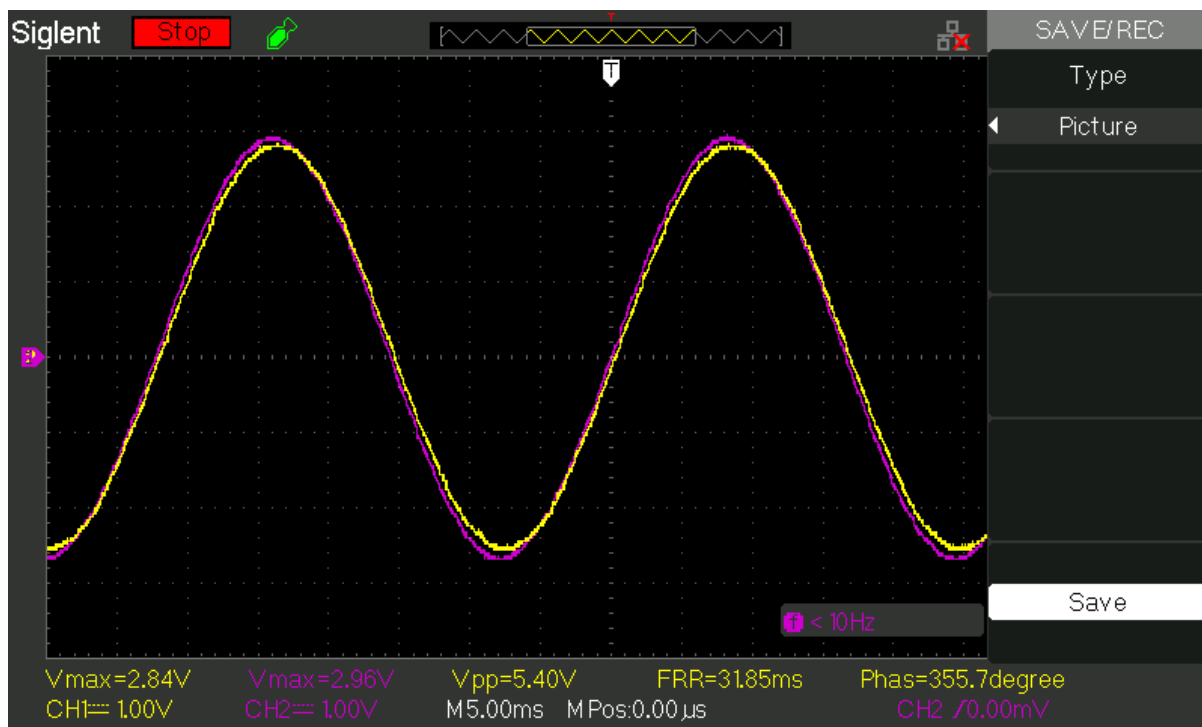 Siglent Stop T SAVE/REC
T
Type
Picture
Save
f < 10Hz
Vmax=2.84V Vmax=2.96V Vpp=5.40V FRR=31.85ms Phas=355.7degree
CH1 1.00V CH2 1.00V M5.00ms MPos:0.00µs CH2 /0.00mV